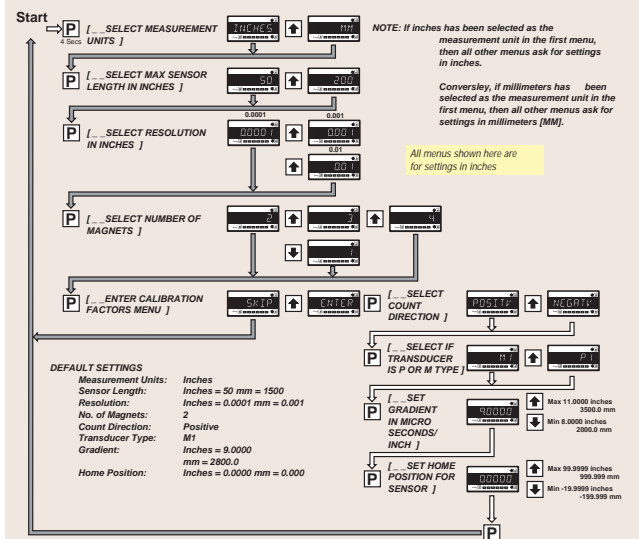 Start
P
4 Secs
[ _ _SELECT MEASUREMENT
UNITS ]
INCHES
MM
NOTE: If inches has been selected as the
measurement unit in the first menu,
then all other menus ask for settings
in inches.
Conversley, if millimeters has been
selected as the measurement unit in the
first menu, then all other menus ask for
settings in millimeters [MM].
P
[ _ _SELECT MAX SENSOR
LENGTH IN INCHES ]
50
200
P
[ _ _SELECT RESOLUTION
IN INCHES ]
0.0001
0.0001
0.001
0.001
0.01
0.01
All menus shown here are
for settings in inches
P
[ _ _SELECT NUMBER OF
MAGNETS ]
2
3
4
1
P
[ _ _ENTER CALIBRATION
FACTORS MENU ]
SKIP
ENTER
P
[ _ _SELECT
COUNT
DIRECTION ]
POSITV
NEGATV
P
[ _ _SELECT IF
TRANSDUCER
IS P OR M TYPE ]
M1
P1
P
[ _ _SET
GRADIENT
IN MICRO
SECONDS/
INCH ]
9.0000
Max 11.0000 inches
3500.0 mm
Min 8.0000 inches
2000.0 mm
P
[ _ _SET HOME
POSITION FOR
SENSOR ]
0.0000
Max 99.9999 inches
999.999 mm
Min -19.9999 inches
-199.999 mm
P
DEFAULT SETTINGS
Measurement Units: Inches
Sensor Length: Inches = 50 mm = 1500
Resolution: Inches = 0.0001 mm = 0.001
No. of Magnets: 2
Count Direction: Positive
Transducer Type: M1
Gradient: Inches = 9.0000
mm = 2800.0
Home Position: Inches = 0.0000 mm = 0.000